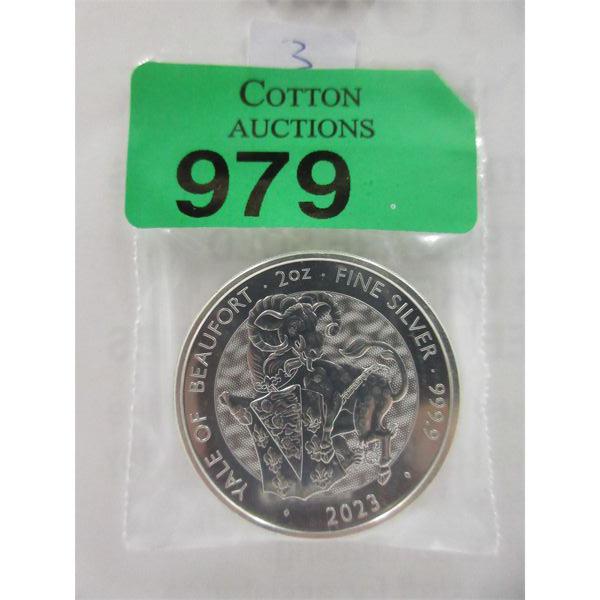 3
COTTON
AUCTIONS
979
YALE OF BEAUFORT · 2oz · FINE SILVER · 999.9
· 2023 ·